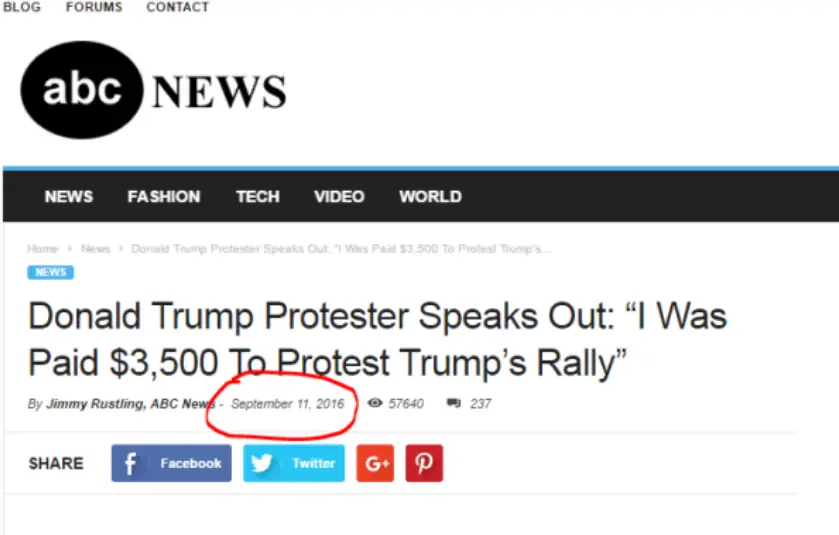 BLOG FORUMS CONTACT
abc NEWS
NEWS FASHION TECH VIDEO WORLD
Home > News > Donald Trump Protester Speaks Out: "I Was Paid $3,500 To Protest Trump's...
NEWS
Donald Trump Protester Speaks Out: “I Was
Paid $3,500 To Protest Trump’s Rally”
By Jimmy Rustling, ABC News - September 11, 2016 57640 237
SHARE f Facebook Twitter G+